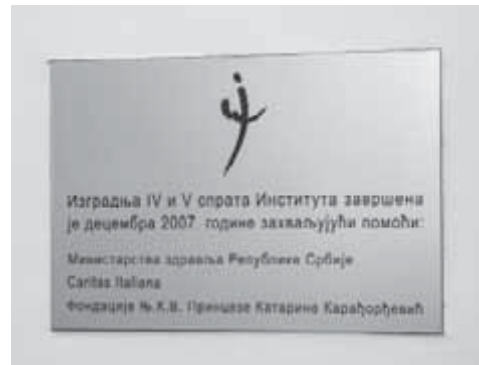 Изградња IV и V спрата Института завршена
је децембра 2007. године захваљујући помоћи:
Министарства здравља Републике Србије
Caritas Italiana
Фондације Њ.К.В. Принцезе Катарине Карађорђевић